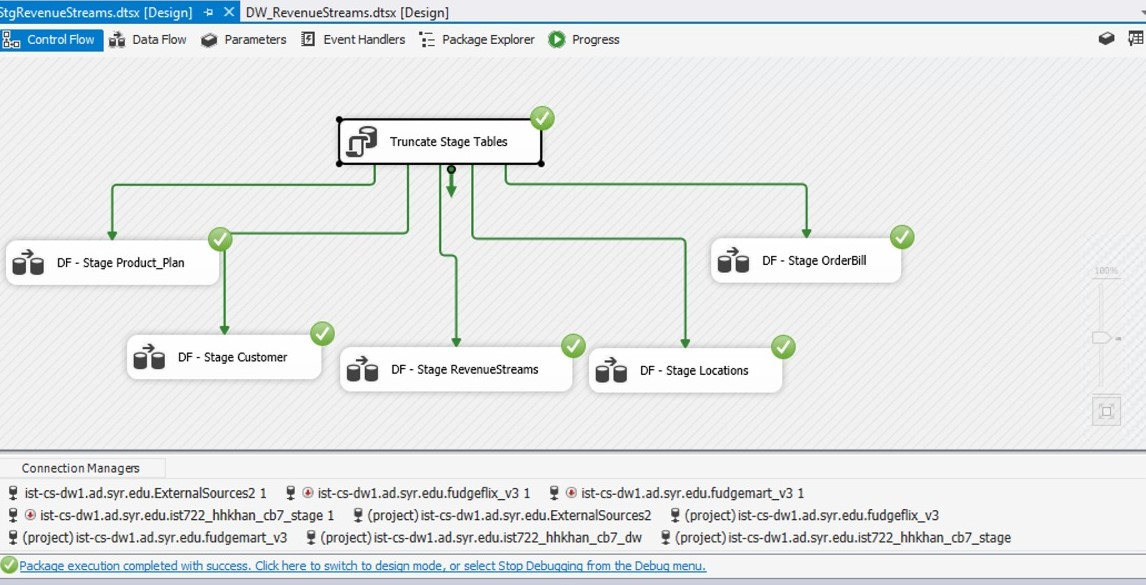 StgRevenueStreams.dtsx [Design] DW_RevenueStreams.dtsx [Design]
Control Flow Data Flow Parameters Event Handlers Package Explorer Progress
Truncate Stage Tables
DF - Stage Product_Plan
DF - Stage OrderBill
102%
DF - Stage Customer
DF - Stage RevenueStreams
DF - Stage Locations
Connection Managers
ist-cs-dw1.ad.syr.edu.ExternalSources2 1 ist-cs-dw1.ad.syr.edu.fudgeflix_v3 1 ist-cs-dw1.ad.syr.edu.fudgemart_v3 1
ist-cs-dw1.ad.syr.edu.ist722_hhkhan_cb7_stage 1 (project) ist-cs-dw1.ad.syr.edu.ExternalSources2 (project) ist-cs-dw1.ad.syr.edu.fudgeflix_v3
(project) ist-cs-dw1.ad.syr.edu.fudgemart_v3 (project) ist-cs-dw1.ad.syr.edu.ist722_hhkhan_cb7_dw (project) ist-cs-dw1.ad.syr.edu.ist722_hhkhan_cb7_stage
Package execution completed with success. Click here to switch to design mode, or select Stop Debugging from the Debug menu.